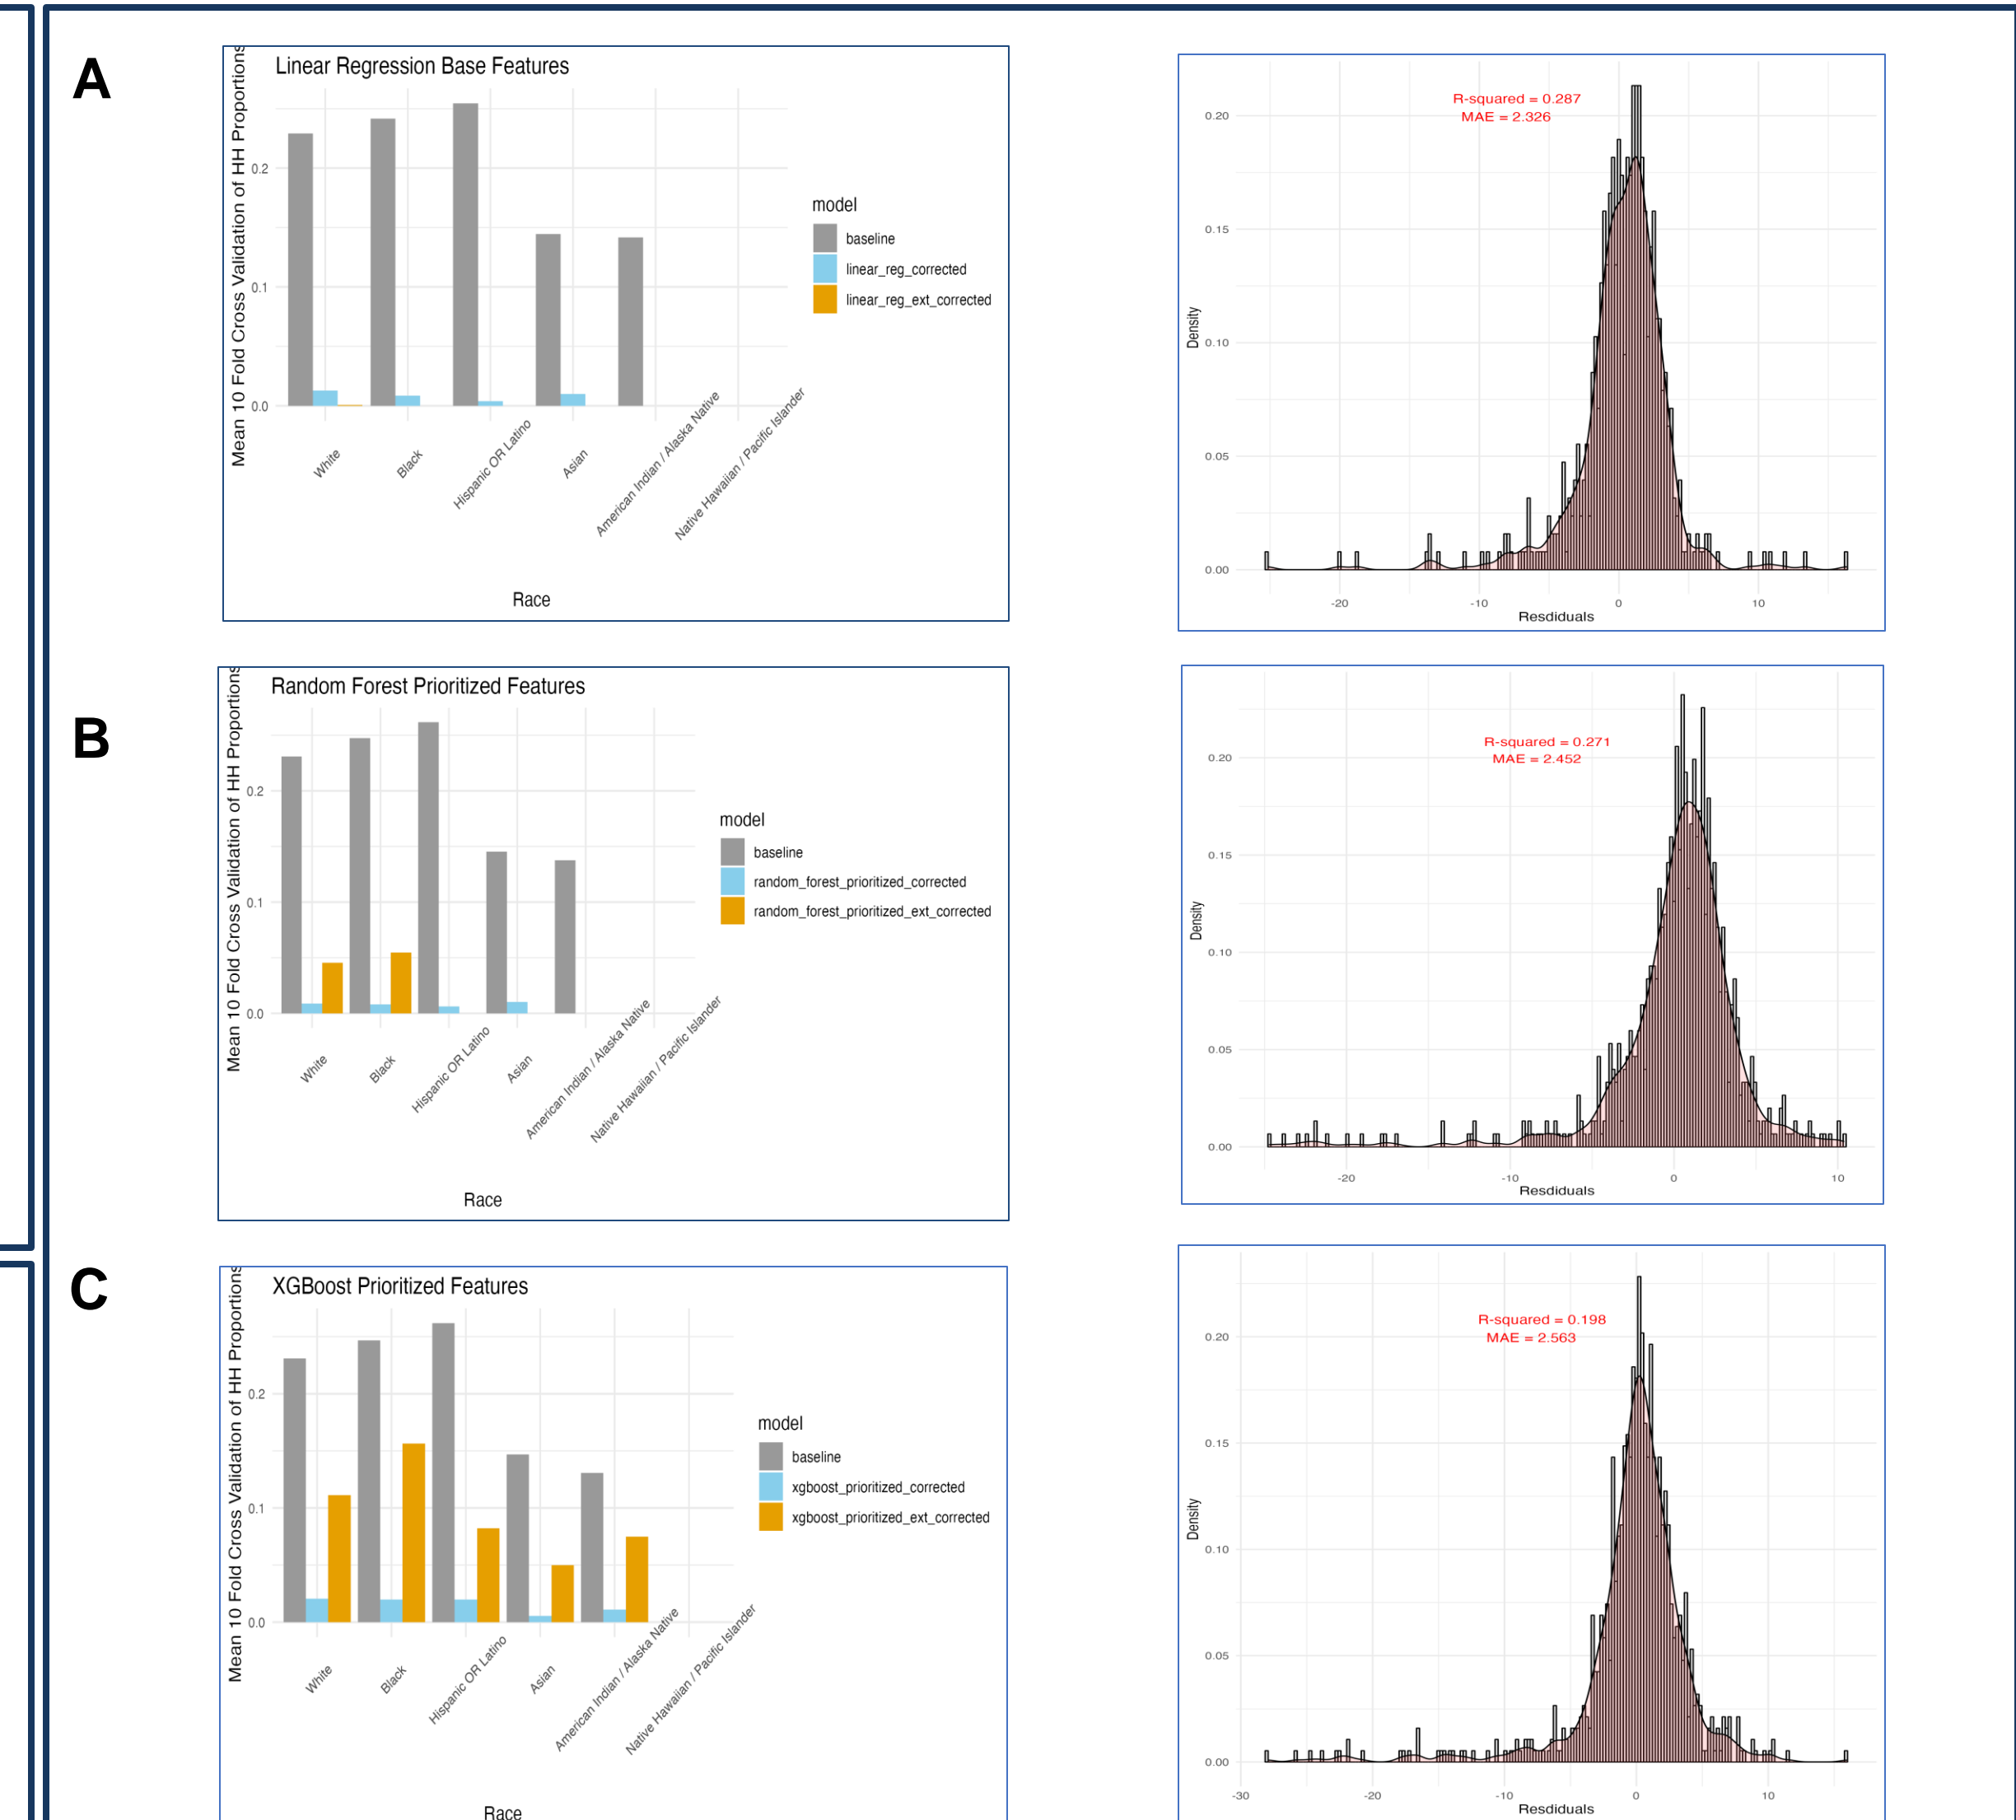 A
Linear Regression Base Features
Mean 10 Fold Cross Validation of HH Proportions
0.2
0.1
0.0
White
Black
Hispanic OR Latino
Asian
American Indian / Alaska Native
Native Hawaiian / Pacific Islander
Race
model
baseline
linear_reg_corrected
linear_reg_ext_corrected
R-squared = 0.287
MAE = 2.326
Density
0.20
0.15
0.10
0.05
0.00
-20
-10
0
10
Resdiduals
B
Random Forest Prioritized Features
Mean 10 Fold Cross Validation of HH Proportions
0.2
0.1
0.0
White
Black
Hispanic OR Latino
Asian
American Indian / Alaska Native
Native Hawaiian / Pacific Islander
Race
model
baseline
random_forest_prioritized_corrected
random_forest_prioritized_ext_corrected
R-squared = 0.271
MAE = 2.452
Density
0.20
0.15
0.10
0.05
0.00
-20
-10
0
10
Resdiduals
C
XGBoost Prioritized Features
Mean 10 Fold Cross Validation of HH Proportions
0.2
0.1
0.0
White
Black
Hispanic OR Latino
Asian
American Indian / Alaska Native
Native Hawaiian / Pacific Islander
Race
model
baseline
xgboost_prioritized_corrected
xgboost_prioritized_ext_corrected
R-squared = 0.198
MAE = 2.563
Density
0.20
0.15
0.10
0.05
0.00
-30
-20
-10
0
10
Resdiduals